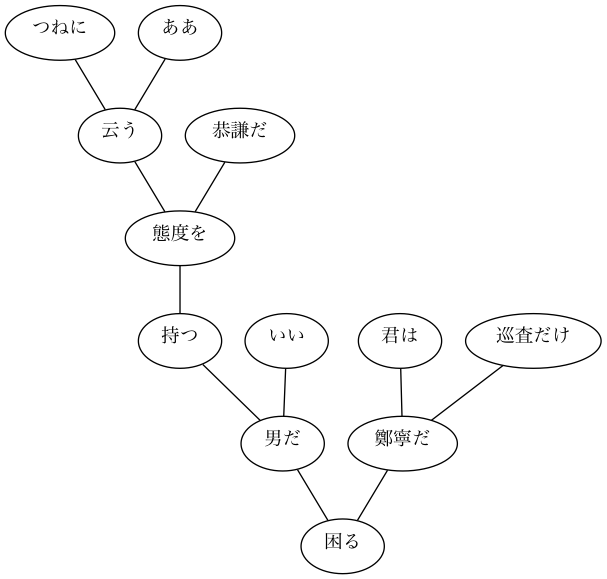 つねに ああ
云う 恭謙だ
態度を
持つ いい 君は 巡査だけ
男だ 鄭寧だ
困る